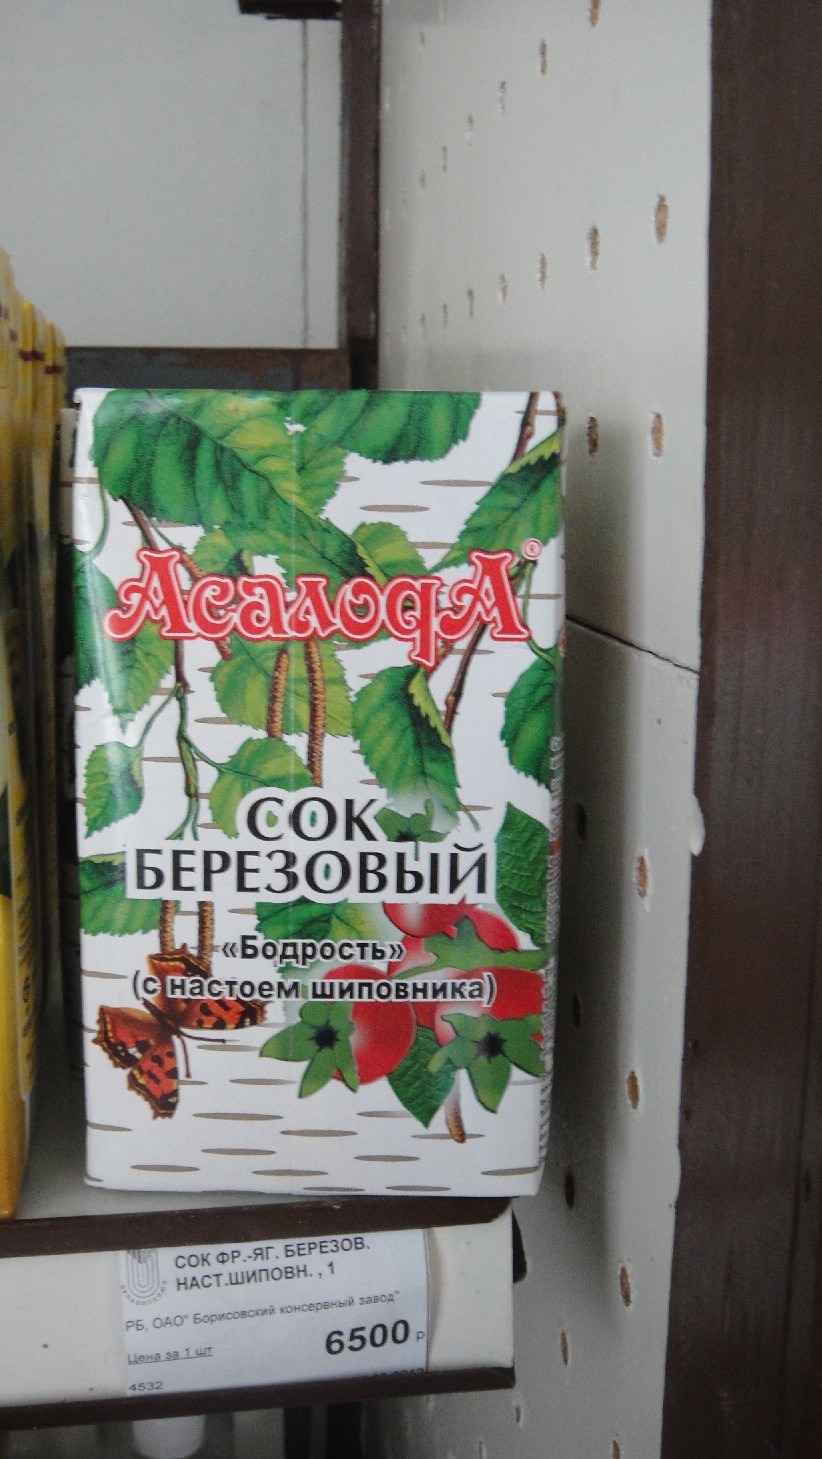 АсалодА®
СОК
БЕРЕЗОВЫЙ
«Бодрость»
(с настоем шиповника)
СОК ФР.-ЯГ. БЕРЕЗОВ.
НАСТ.ШИПОВН. , 1
РБ, ОАО" Борисовский консервный завод"
6500 р
Цена за 1 шт
4532